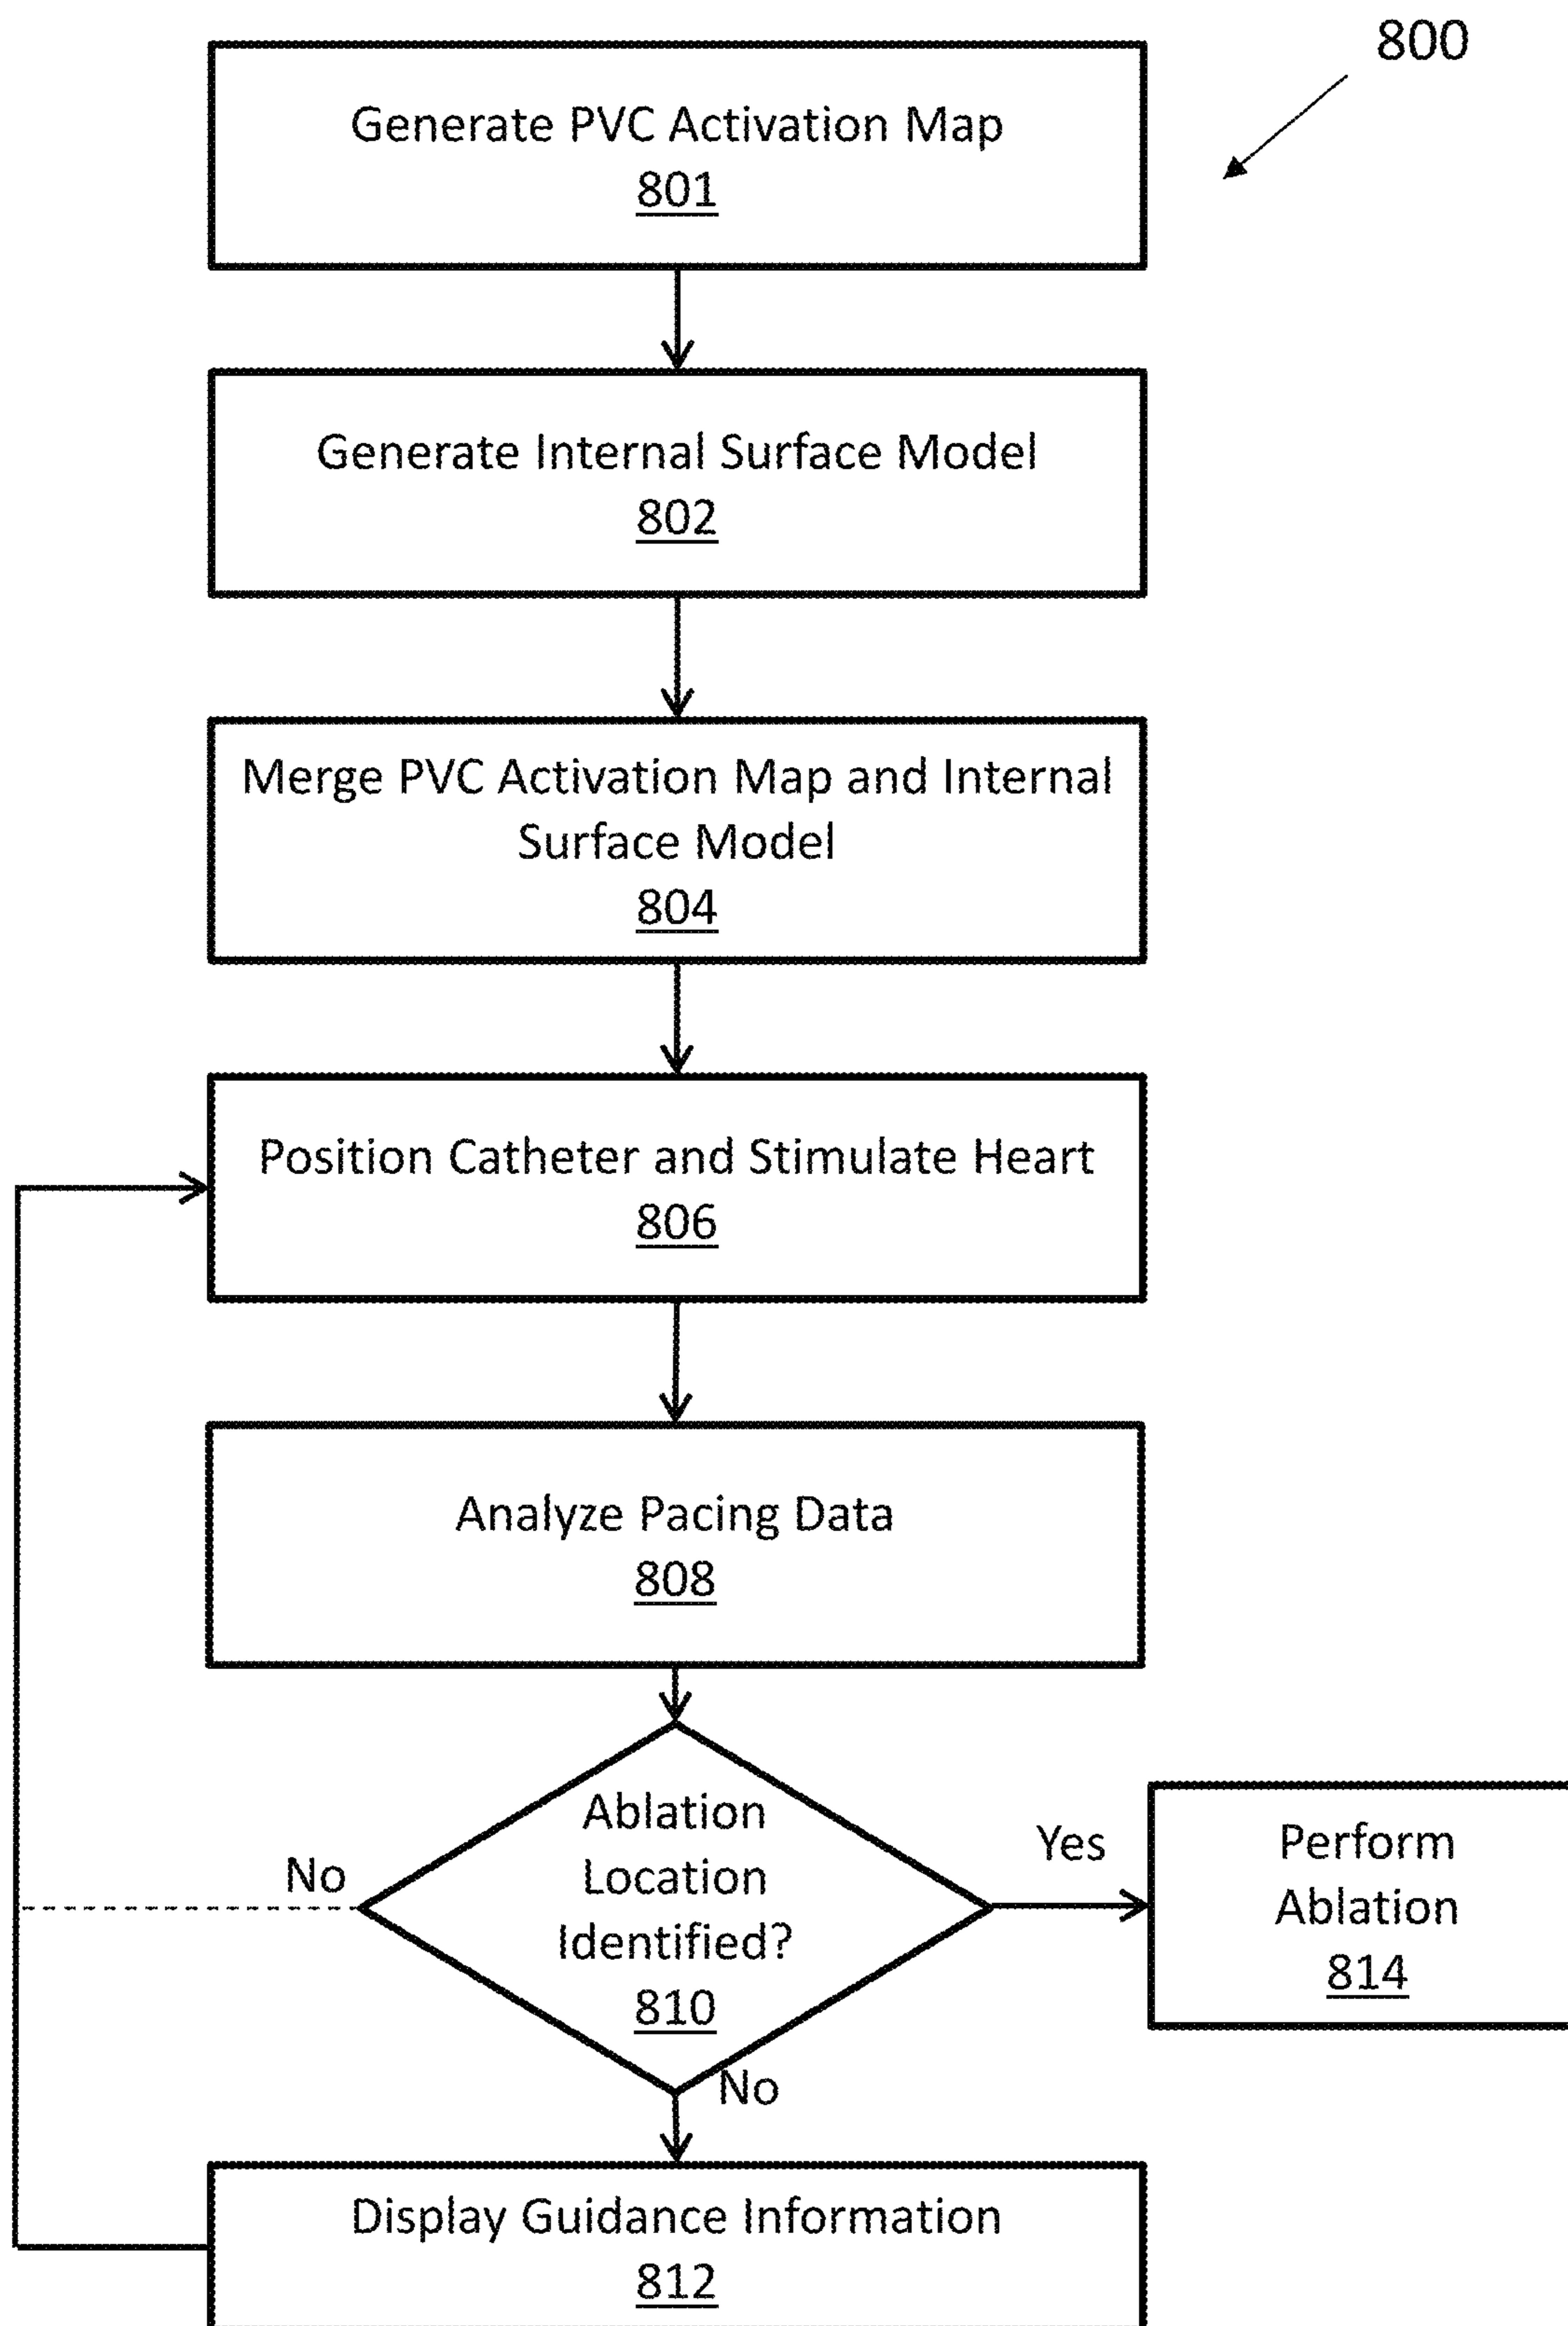 800
Generate PVC Activation Map
801
Generate Internal Surface Model
802
Merge PVC Activation Map and Internal
Surface Model
804
Position Catheter and Stimulate Heart
806
Analyze Pacing Data
808
Ablation
Location
Identified?
810
No
Yes
Perform
Ablation
814
No
Display Guidance Information
812